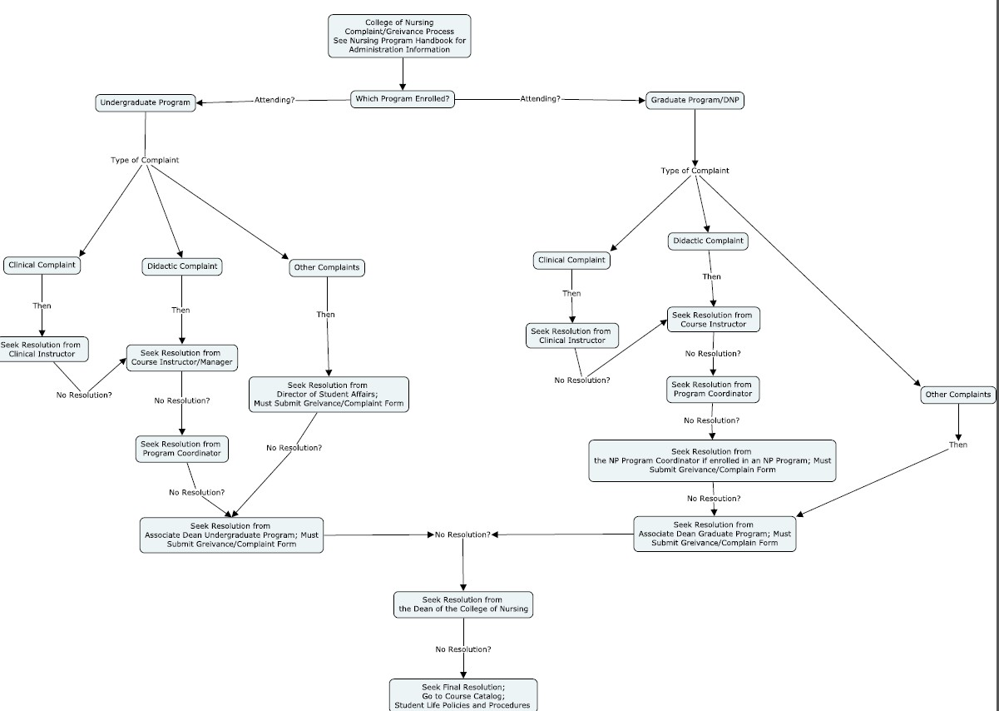 College of Nursing
Complaint/Greivance Process
See Nursing Program Handbook for
Administration Information
Undergraduate Program
Attending?
Which Program Enrolled?
Attending?
Graduate Program/DNP
Type of Complaint
Type of Complaint
Clinical Complaint
Didactic Complaint
Other Complaints
Clinical Complaint
Didactic Complaint
Then
Then
Then
Then
Then
Seek Resolution from
Clinical Instructor
Seek Resolution from
Course Instructor/Manager
Seek Resolution from
Clinical Instructor
Seek Resolution from
Course Instructor
No Resolution?
No Resolution?
Seek Resolution from
Director of Student Affairs;
Must Submit Greivance/Complaint Form
No Resolution?
No Resolution?
Seek Resolution from
Program Coordinator
Other Complaints
Seek Resolution from
Program Coordinator
No Resolution?
No Resolution?
Then
Seek Resolution from
the NP Program Coordinator if enrolled in an NP Program; Must
Submit Greivance/Complain Form
No Resolution?
No Resoution?
Seek Resolution from
Associate Dean Undergraduate Program; Must
Submit Greivance/Complaint Form
No Resolution?
Seek Resolution from
Associate Dean Graduate Program; Must
Submit Greivance/Complain Form
Seek Resolution from
the Dean of the College of Nursing
No Resolution?
Seek Final Resolution;
Go to Course Catalog;
Student Life Policies and Procedures